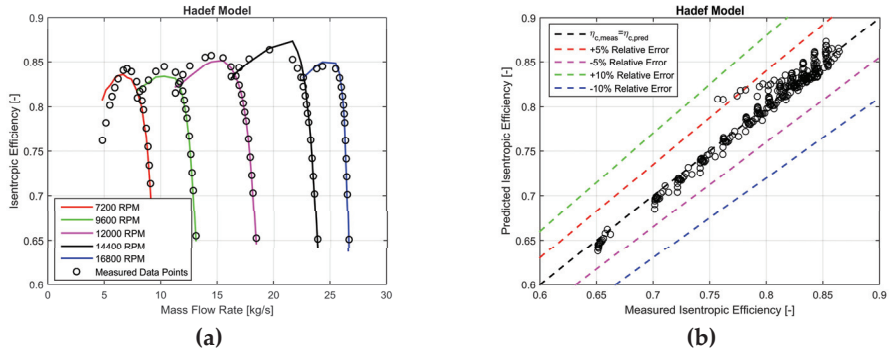 Hadef Model
Isentropic Efficiency [-]
0.9
0.85
0.8
0.75
0.7
0.65
0.6
7200 RPM
9600 RPM
12000 RPM
14400 RPM
16800 RPM
Measured Data Points
0 5 10 15 20 25 30
Mass Flow Rate [kg/s]
(a)
Hadef Model
Predicted Isentropic Efficiency [-]
0.9
0.85
0.8
0.75
0.7
0.65
0.6
ηc,meas=ηc,pred
+5% Relative Error
-5% Relative Error
+10% Relative Error
-10% Relative Error
0.6 0.65 0.7 0.75 0.8 0.85 0.9
Measured Isentropic Efficiency [-]
(b)